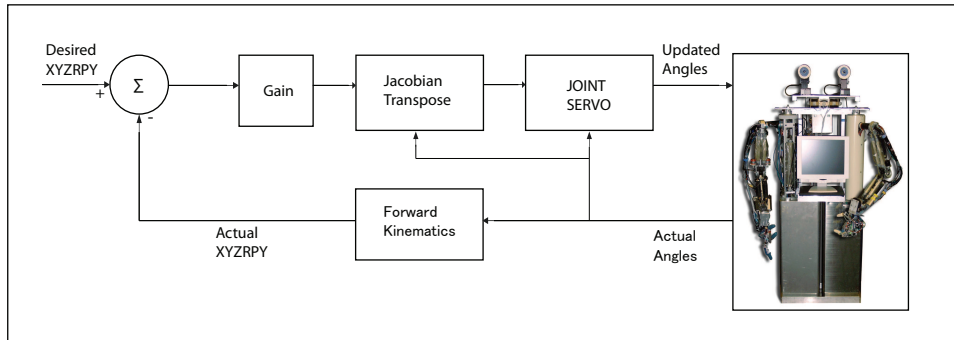 Desired
XYZRPY
+
Σ
-
Gain
Jacobian
Transpose
JOINT
SERVO
Updated
Angles
Actual
XYZRPY
Forward
Kinematics
Actual
Angles